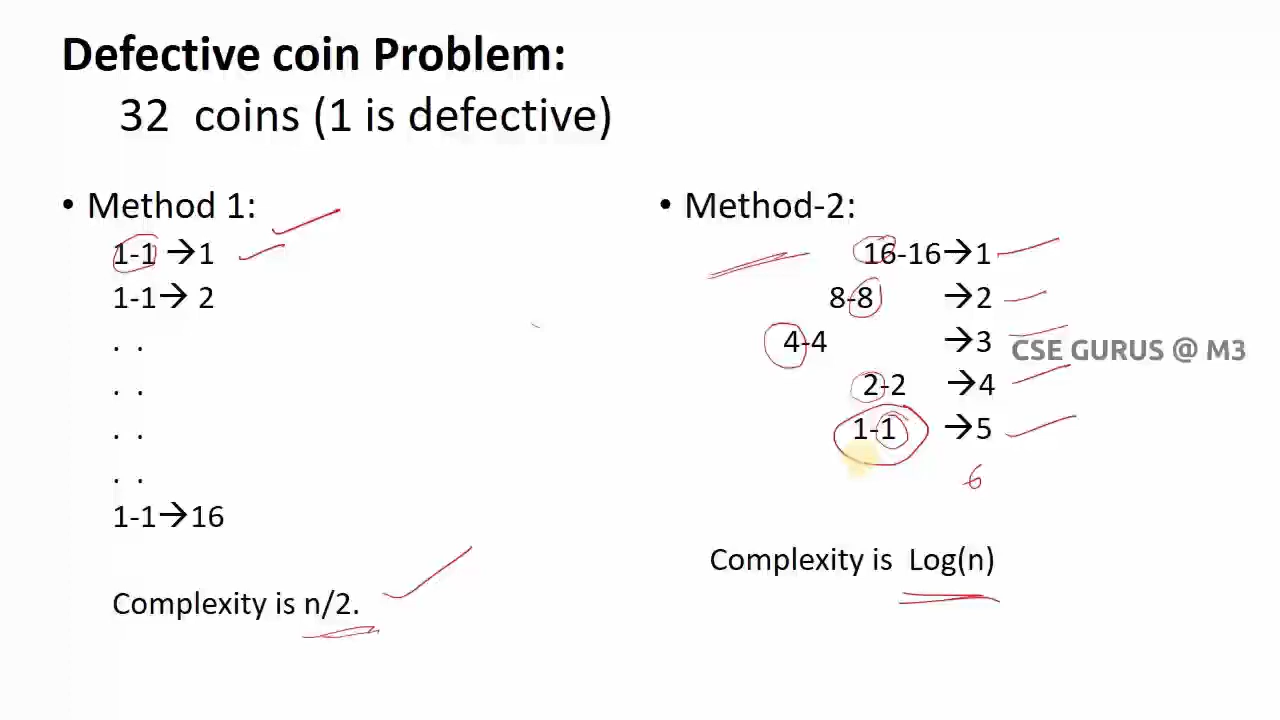 Defective coin Problem:
32 coins (1 is defective)
• Method 1:
1-1 →1
1-1→ 2
. .
. .
. .
. .
1-1→16
Complexity is n/2.
• Method-2:
16-16→1
8-8 →2
4-4 →3
2-2 →4
1-1 →5
6
Complexity is Log(n)
CSE GURUS @ M3